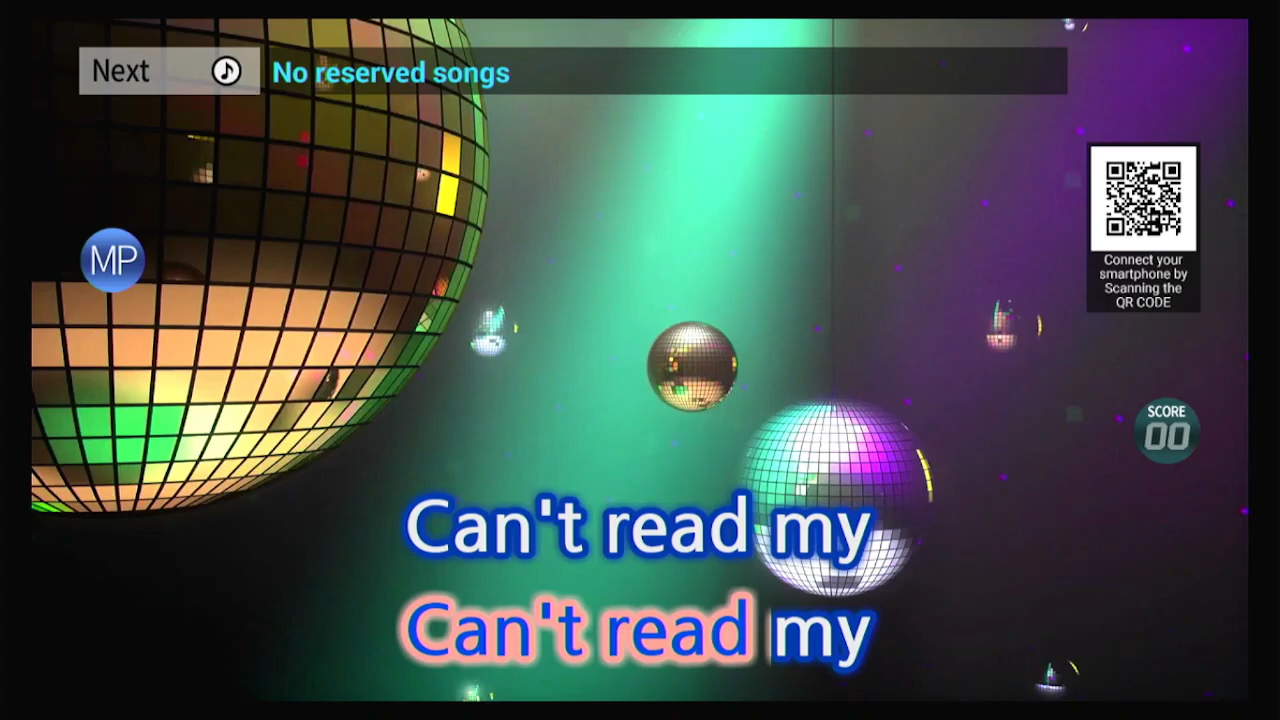 Next
No reserved songs
MP
Connect your
smartphone by
Scanning the
QR CODE
SCORE
00
Can't read my
Can't read my